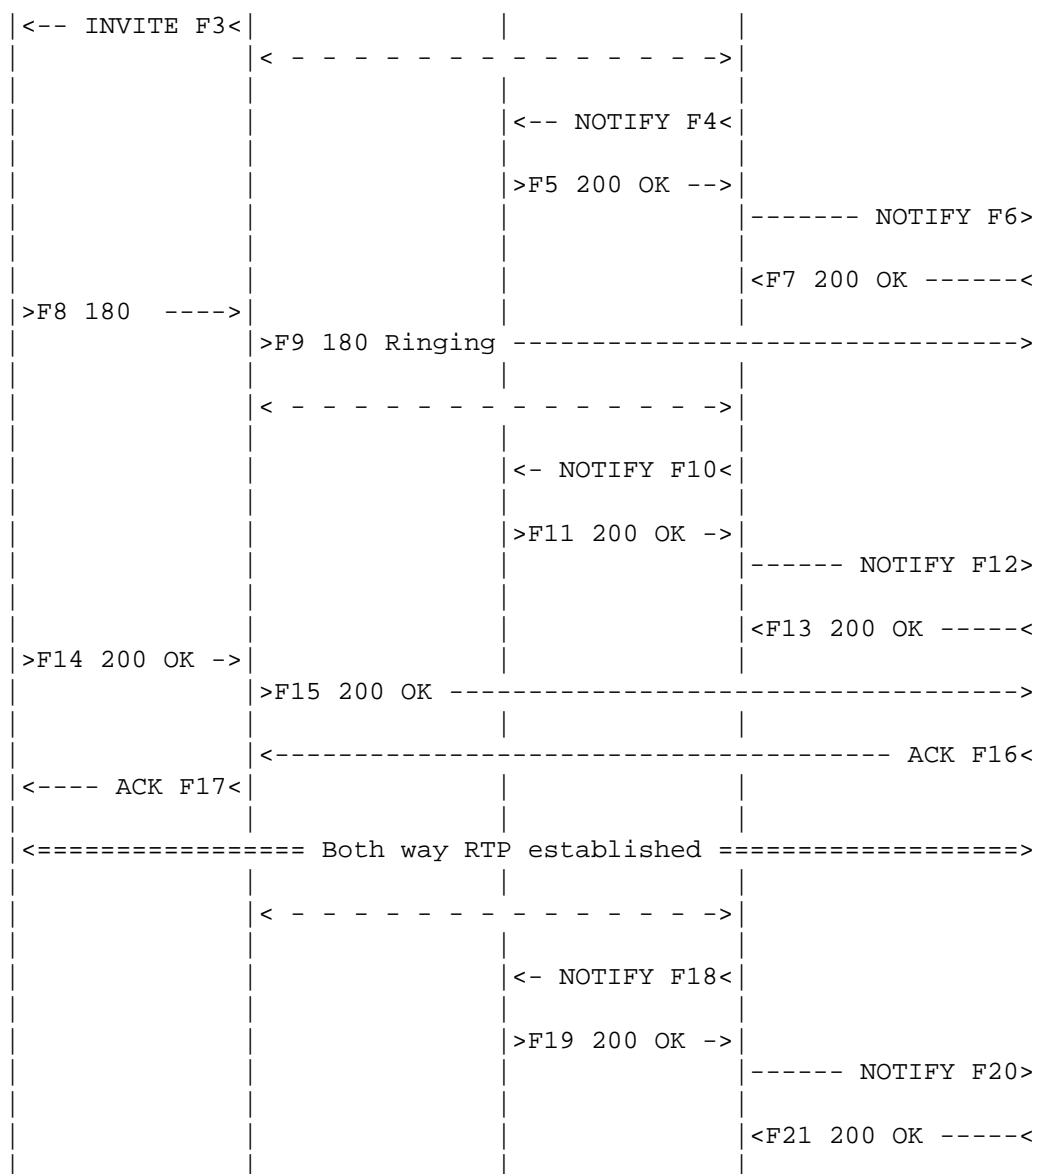 |<-- INVITE F3<|               |              |
|              |< - - - - - - - - - - - - - ->|
|              |               |              |
|              |               |<-- NOTIFY F4<|
|              |               |              |
|              |               |>F5 200 OK -->|
|              |               |              |------- NOTIFY F6>
|              |               |              |
|              |               |              |<F7 200 OK ------<
|>F8 180  ---->|               |              |
|              |>F9 180 Ringing -------------------------------->
|              |               |              |
|              |< - - - - - - - - - - - - - ->|
|              |               |              |
|              |               |<- NOTIFY F10<|
|              |               |              |
|              |               |>F11 200 OK ->|
|              |               |              |------ NOTIFY F12>
|              |               |              |
|              |               |              |<F13 200 OK -----<
|>F14 200 OK ->|               |              |
|              |>F15 200 OK ------------------------------------>
|              |               |              |
|              |<--------------------------------------- ACK F16<
|<---- ACK F17<|               |              |
|              |               |              |
|<================= Both way RTP established ===================>
|              |               |              |
|              |< - - - - - - - - - - - - - ->|
|              |               |              |
|              |               |<- NOTIFY F18<|
|              |               |              |
|              |               |>F19 200 OK ->|
|              |               |              |------ NOTIFY F20>
|              |               |              |
|              |               |              |<F21 200 OK -----<
|              |               |              |